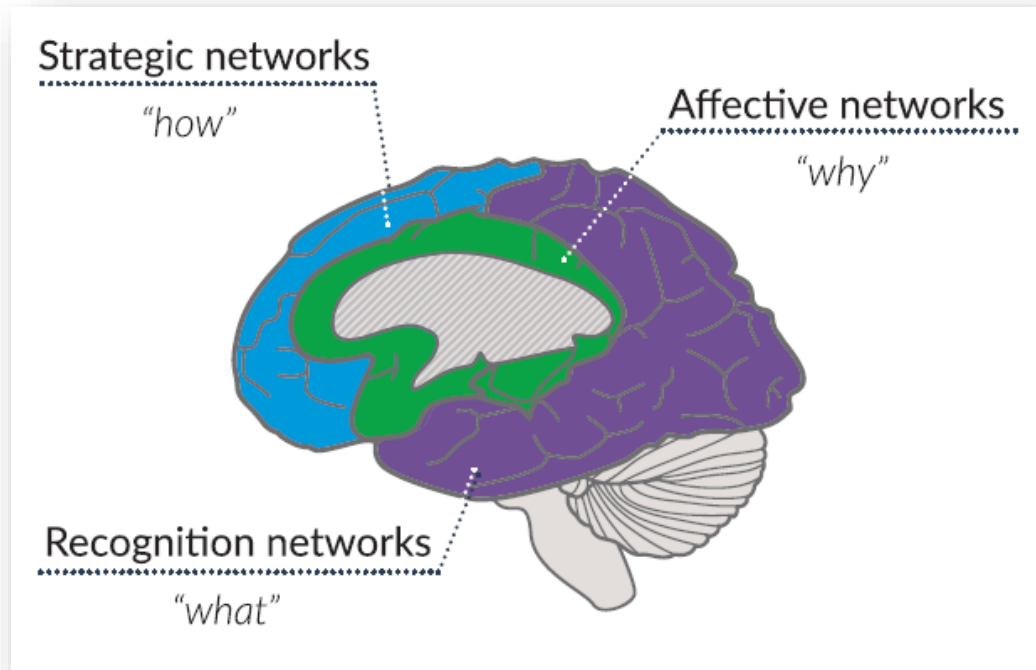 Strategic networks
“how”
Affective networks
“why”
Recognition networks
“what”